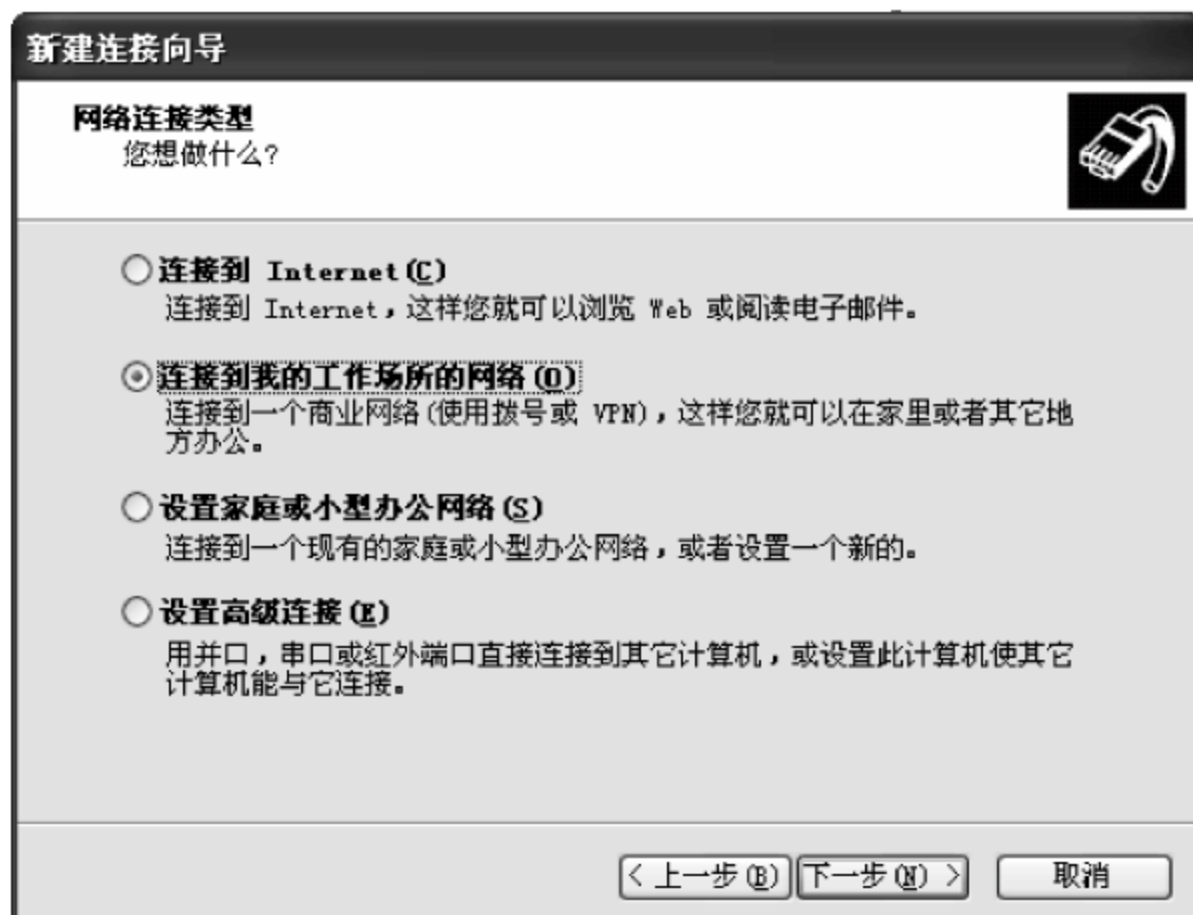 新建连接向导
网络连接类型
您想做什么?
连接到 Internet(C)
连接到 Internet，这样您就可以浏览 Web 或阅读电子邮件。
连接到我的工作场所的网络(O)
连接到一个商业网络(使用拨号或 VPN)，这样您就可以在家里或者其它地
方办公。
设置家庭或小型办公网络(S)
连接到一个现有的家庭或小型办公网络，或者设置一个新的。
设置高级连接(E)
用并口，串口或红外端口直接连接到其它计算机，或设置此计算机使其它
计算机能与它连接。
< 上一步(B) 下一步(N) > 取消